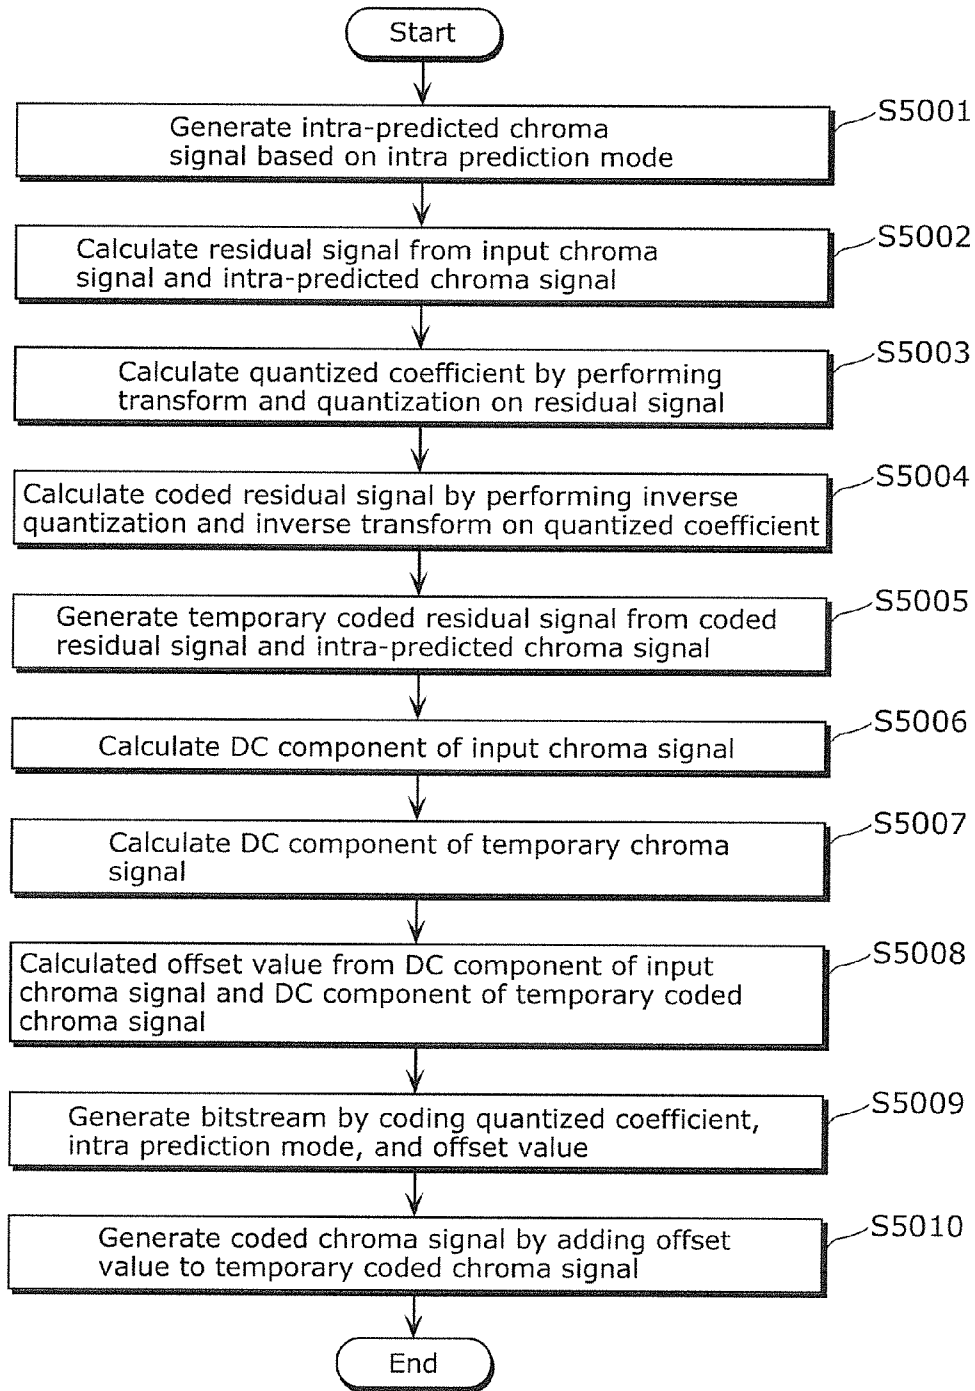 Start
S5001
Generate intra-predicted chroma
signal based on intra prediction mode
S5002
Calculate residual signal from input chroma
signal and intra-predicted chroma signal
S5003
Calculate quantized coefficient by performing
transform and quantization on residual signal
S5004
Calculate coded residual signal by performing inverse
quantization and inverse transform on quantized coefficient
S5005
Generate temporary coded residual signal from coded
residual signal and intra-predicted chroma signal
S5006
Calculate DC component of input chroma signal
S5007
Calculate DC component of temporary chroma
signal
S5008
Calculated offset value from DC component of input
chroma signal and DC component of temporary coded
chroma signal
S5009
Generate bitstream by coding quantized coefficient,
intra prediction mode, and offset value
S5010
Generate coded chroma signal by adding offset
value to temporary coded chroma signal
End